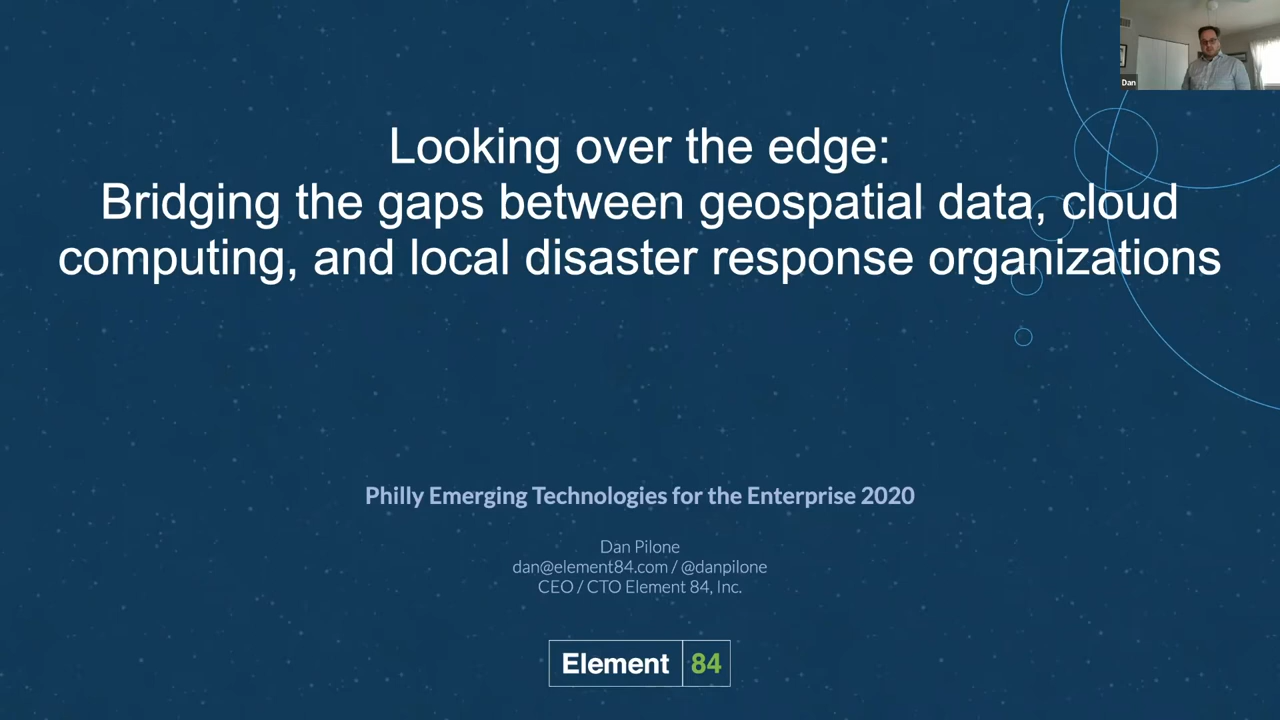 Dan
Looking over the edge:
Bridging the gaps between geospatial data, cloud
computing, and local disaster response organizations
Philly Emerging Technologies for the Enterprise 2020
Dan Pilone
dan@element84.com / @danpilone
CEO / CTO Element 84, Inc.
Element 84